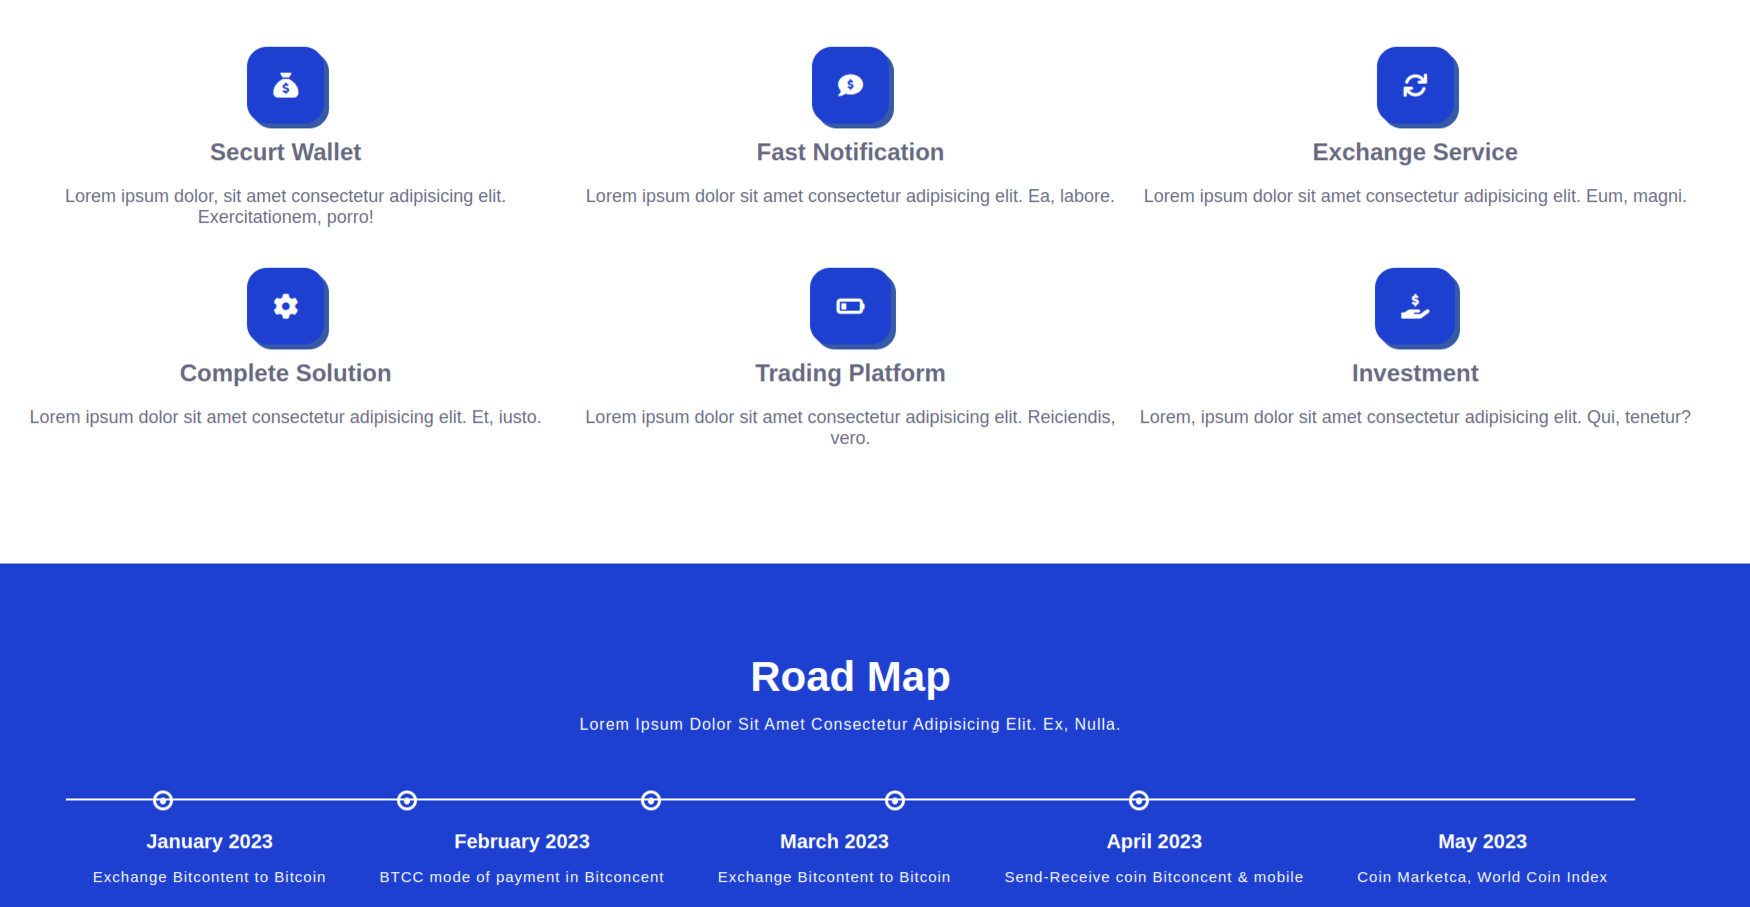 Securt Wallet
Lorem ipsum dolor, sit amet consectetur adipisicing elit.
Exercitationem, porro!
Fast Notification
Lorem ipsum dolor sit amet consectetur adipisicing elit. Ea, labore.
Exchange Service
Lorem ipsum dolor sit amet consectetur adipisicing elit. Eum, magni.
Complete Solution
Lorem ipsum dolor sit amet consectetur adipisicing elit. Et, iusto.
Trading Platform
Lorem ipsum dolor sit amet consectetur adipisicing elit. Reiciendis,
vero.
Investment
Lorem, ipsum dolor sit amet consectetur adipisicing elit. Qui, tenetur?
Road Map
Lorem Ipsum Dolor Sit Amet Consectetur Adipisicing Elit. Ex, Nulla.
January 2023
Exchange Bitcontent to Bitcoin
February 2023
BTCC mode of payment in Bitconcent
March 2023
Exchange Bitcontent to Bitcoin
April 2023
Send-Receive coin Bitconcent & mobile
May 2023
Coin Marketca, World Coin Index